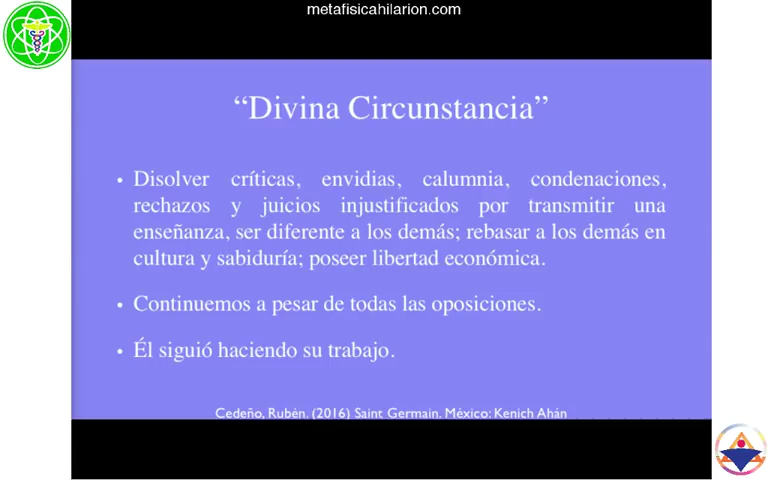 metafisicahilarion.com
“Divina Circunstancia”
• Disolver críticas, envidias, calumnia, condenaciones,
rechazos y juicios injustificados por transmitir una
enseñanza, ser diferente a los demás; rebasar a los demás en
cultura y sabiduría; poseer libertad económica.
• Continuemos a pesar de todas las oposiciones.
• Él siguió haciendo su trabajo.
Cedeño, Rubén. (2016) Saint Germain. México: Kenich Ahán